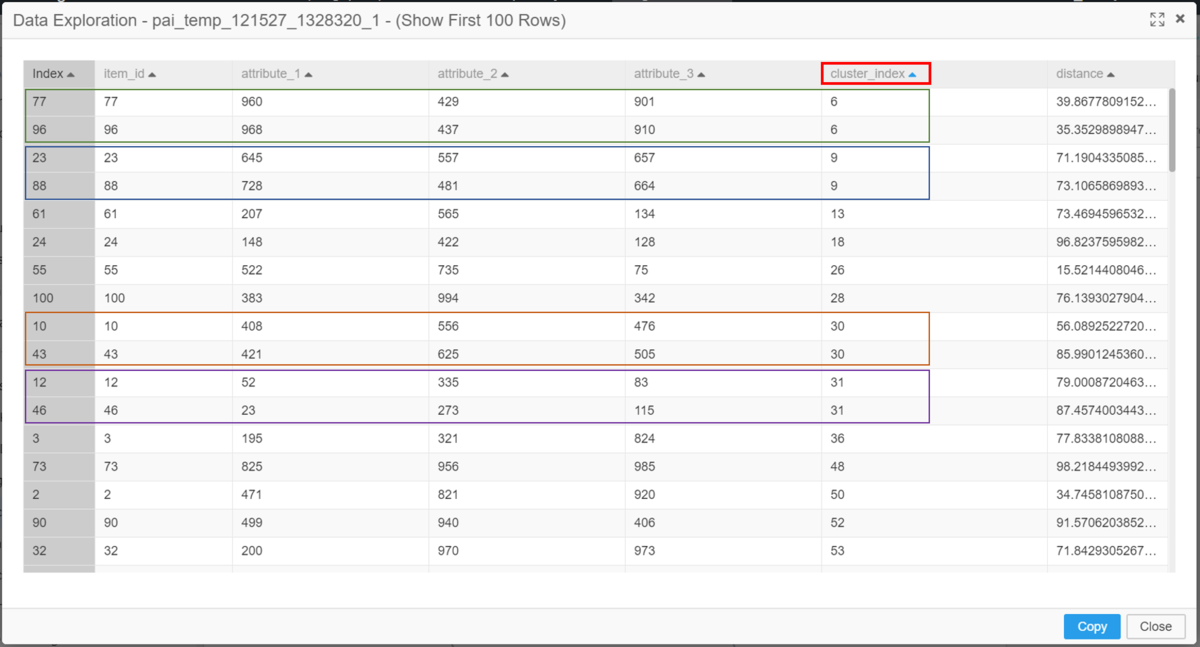 Data Exploration - pai_temp_121527_1328320_1 - (Show First 100 Rows)
Index item_id attribute_1 attribute_2 attribute_3 cluster_index distance
77 77 960 429 901 6 39.8677809152...
96 96 968 437 910 6 35.3529898947...
23 23 645 557 657 9 71.1904335085...
88 88 728 481 664 9 73.1065869893...
61 61 207 565 134 13 73.4694596532...
24 24 148 422 128 18 96.8237595982...
55 55 522 735 75 26 15.5214408046...
100 100 383 994 342 28 76.1393027904...
10 10 408 556 476 30 56.0892522720...
43 43 421 625 505 30 85.9901245360...
12 12 52 335 83 31 79.0008720463...
46 46 23 273 115 31 87.4574003443...
3 3 195 321 824 36 77.8338108088...
73 73 825 956 985 48 98.2184493992...
2 2 471 821 920 50 34.7458108750...
90 90 499 940 406 52 91.5706203852...
32 32 200 970 973 53 71.8429305267...
Copy Close